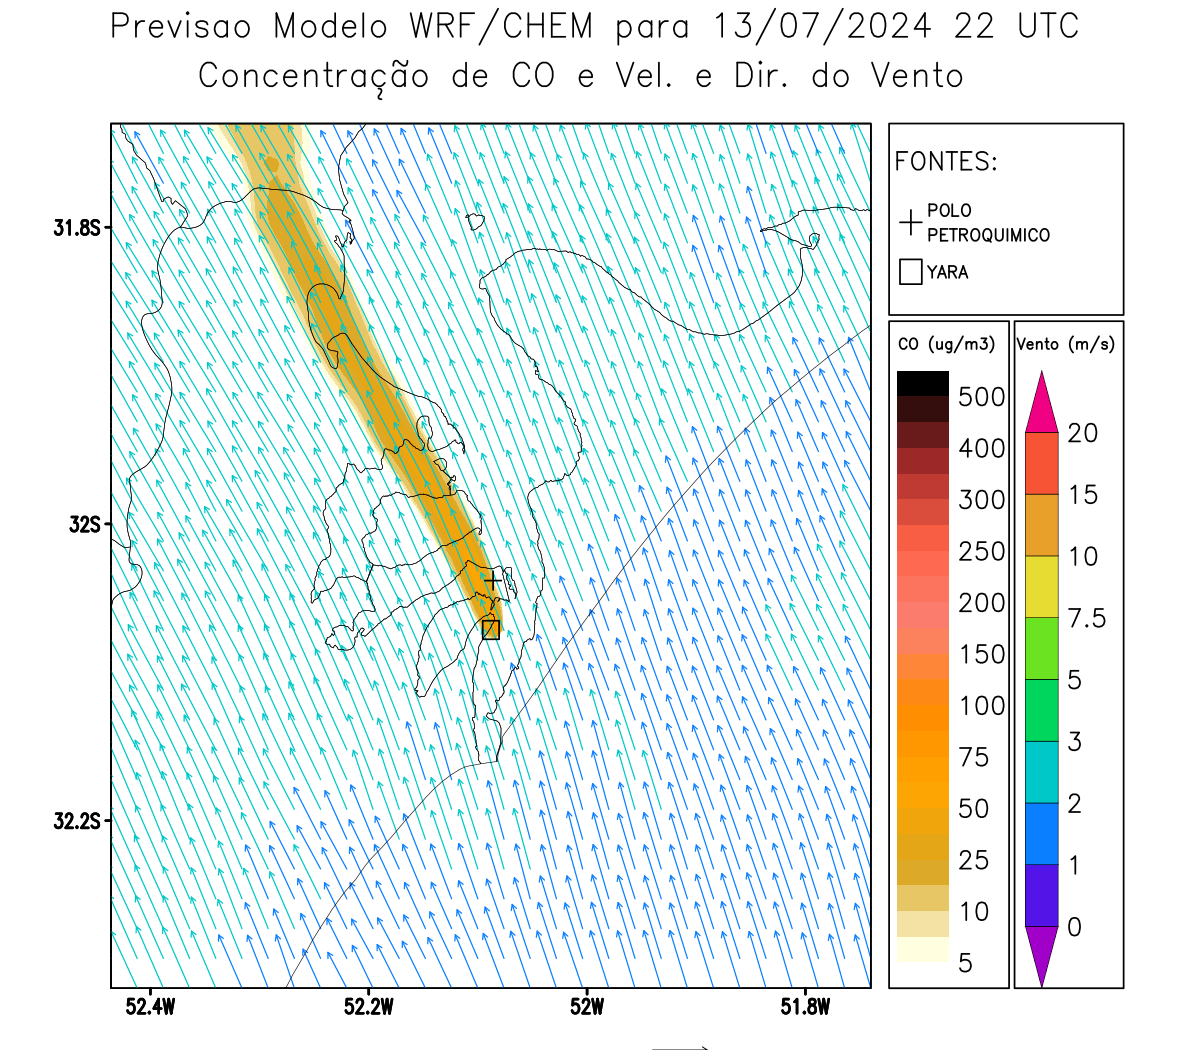 Previsao Modelo WRF/CHEM para 13/07/2024 22 UTC
Concentração de CO e Vel. e Dir. do Vento
FONTES:
POLO
PETROQUIMICO
YARA
CO (ug/m3)
500
400
300
250
200
150
100
75
50
25
10
5
Vento (m/s)
20
15
10
7.5
5
3
2
1
0
31.8S
32S
32.2S
52.4W
52.2W
52W
51.8W